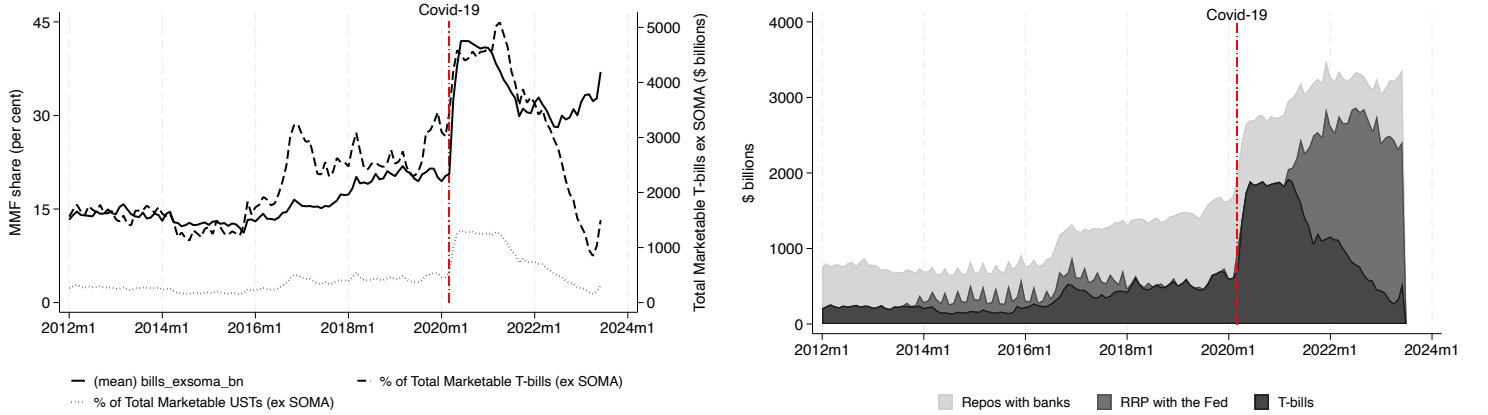 Covid-19
MMF share (per cent)
45
30
15
0
Total Marketable T-bills ex SOMA ($ billions)
5000
4000
3000
2000
1000
0
2012m1 2014m1 2016m1 2018m1 2020m1 2022m1 2024m1
(mean) bills_exsoma_bn % of Total Marketable T-bills (ex SOMA)
% of Total Marketable USTs (ex SOMA)
Covid-19
$ billions
4000
3000
2000
1000
0
2012m1 2014m1 2016m1 2018m1 2020m1 2022m1 2024m1
Repos with banks RRP with the Fed T-bills